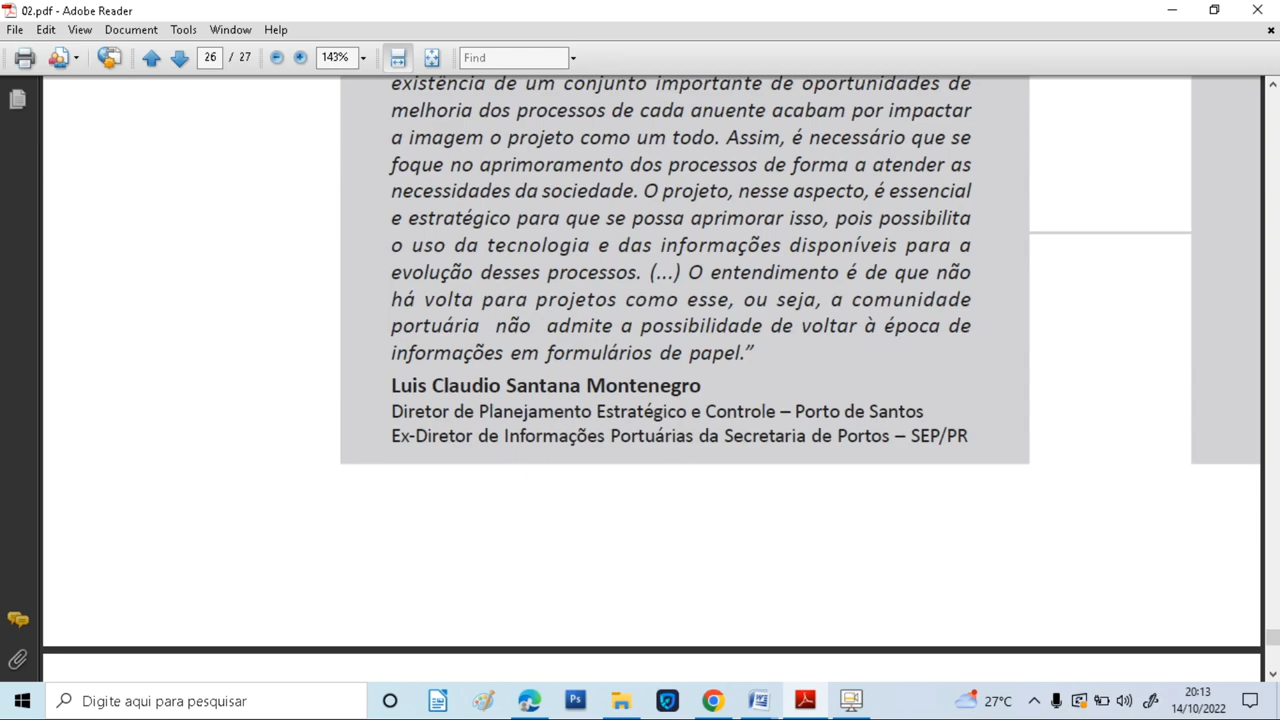 02.pdf - Adobe Reader
File Edit View Document Tools Window Help
26 / 27 143% Find
existência de um conjunto importante de oportunidades de
melhoria dos processos de cada anuente acabam por impactar
a imagem o projeto como um todo. Assim, é necessário que se
foque no aprimoramento dos processos de forma a atender as
necessidades da sociedade. O projeto, nesse aspecto, é essencial
e estratégico para que se possa aprimorar isso, pois possibilita
o uso da tecnologia e das informações disponíveis para a
evolução desses processos. (...) O entendimento é de que não
há volta para projetos como esse, ou seja, a comunidade
portuária não admite a possibilidade de voltar à época de
informações em formulários de papel.”
Luis Claudio Santana Montenegro
Diretor de Planejamento Estratégico e Controle – Porto de Santos
Ex-Diretor de Informações Portuárias da Secretaria de Portos – SEP/PR
Digite aqui para pesquisar
Ps
27°C
20:13
14/10/2022